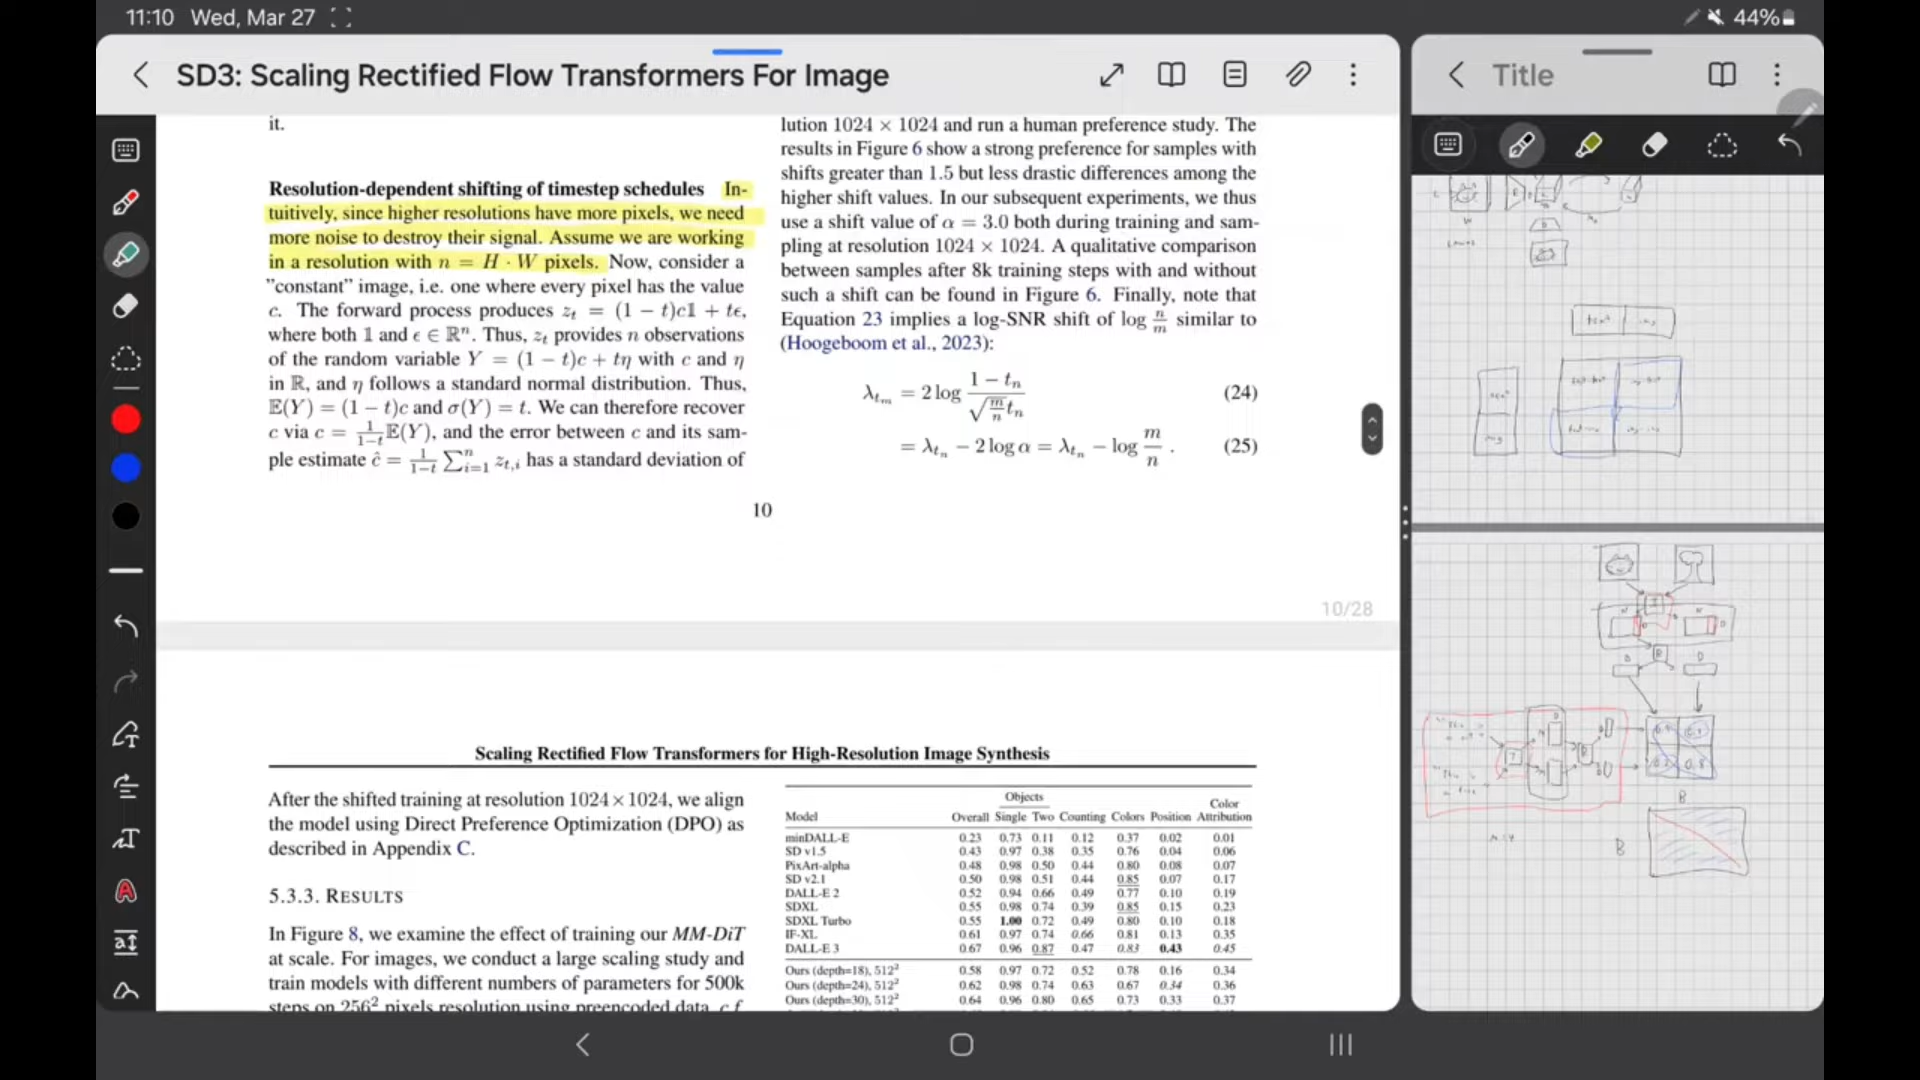 11:10 Wed, Mar 27
44%
SD3: Scaling Rectified Flow Transformers For Image
Title
it.
Resolution-dependent shifting of timestep schedules In-
tuitively, since higher resolutions have more pixels, we need
more noise to destroy their signal. Assume we are working
in a resolution with n = H · W pixels. Now, consider a
"constant" image, i.e. one where every pixel has the value
c. The forward process produces z_t = (1 − t)c𝟙 + tϵ,
where both 𝟙 and ϵ ∈ ℝⁿ. Thus, z_t provides n observations
of the random variable Y = (1 − t)c + tη with c and η
in ℝ, and η follows a standard normal distribution. Thus,
𝔼(Y) = (1 − t)c and σ(Y) = t. We can therefore recover
c via c = 1/(1−t) 𝔼(Y), and the error between c and its sam-
ple estimate ĉ = 1/(1−t) ∑ⁿᵢ₌₁ z_{t,i} has a standard deviation of
lution 1024 × 1024 and run a human preference study. The
results in Figure 6 show a strong preference for samples with
shifts greater than 1.5 but less drastic differences among the
higher shift values. In our subsequent experiments, we thus
use a shift value of α = 3.0 both during training and sam-
pling at resolution 1024 × 1024. A qualitative comparison
between samples after 8k training steps with and without
such a shift can be found in Figure 6. Finally, note that
Equation 23 implies a log-SNR shift of log n/m similar to
(Hoogeboom et al., 2023):
λ_{t_m} = 2 log (1 − t_n)/(√(m/n) t_n) (24)
= λ_{t_n} − 2 log α = λ_{t_n} − log m/n . (25)
10
10/28
Scaling Rectified Flow Transformers for High-Resolution Image Synthesis
After the shifted training at resolution 1024×1024, we align
the model using Direct Preference Optimization (DPO) as
described in Appendix C.
5.3.3. RESULTS
In Figure 8, we examine the effect of training our MM-DiT
at scale. For images, we conduct a large scaling study and
train models with different numbers of parameters for 500k
steps on 256² pixels resolution using preencoded data, c.f.
Objects Color
Model Overall Single Two Counting Colors Position Attribution
minDALL-E 0.23 0.73 0.11 0.12 0.37 0.02 0.01
SD v1.5 0.43 0.97 0.38 0.35 0.76 0.04 0.06
PixArt-alpha 0.48 0.98 0.50 0.44 0.80 0.08 0.07
SD v2.1 0.50 0.98 0.51 0.44 0.85 0.07 0.17
DALL-E 2 0.52 0.94 0.66 0.49 0.77 0.10 0.19
SDXL 0.55 0.98 0.74 0.39 0.85 0.15 0.23
SDXL Turbo 0.55 1.00 0.72 0.49 0.80 0.10 0.18
IF-XL 0.61 0.97 0.74 0.66 0.81 0.13 0.35
DALL-E 3 0.67 0.96 0.87 0.47 0.83 0.43 0.45
Ours (depth=18), 512² 0.58 0.97 0.72 0.52 0.78 0.16 0.34
Ours (depth=24), 512² 0.62 0.98 0.74 0.63 0.67 0.34 0.36
Ours (depth=30), 512² 0.64 0.96 0.80 0.65 0.73 0.33 0.37